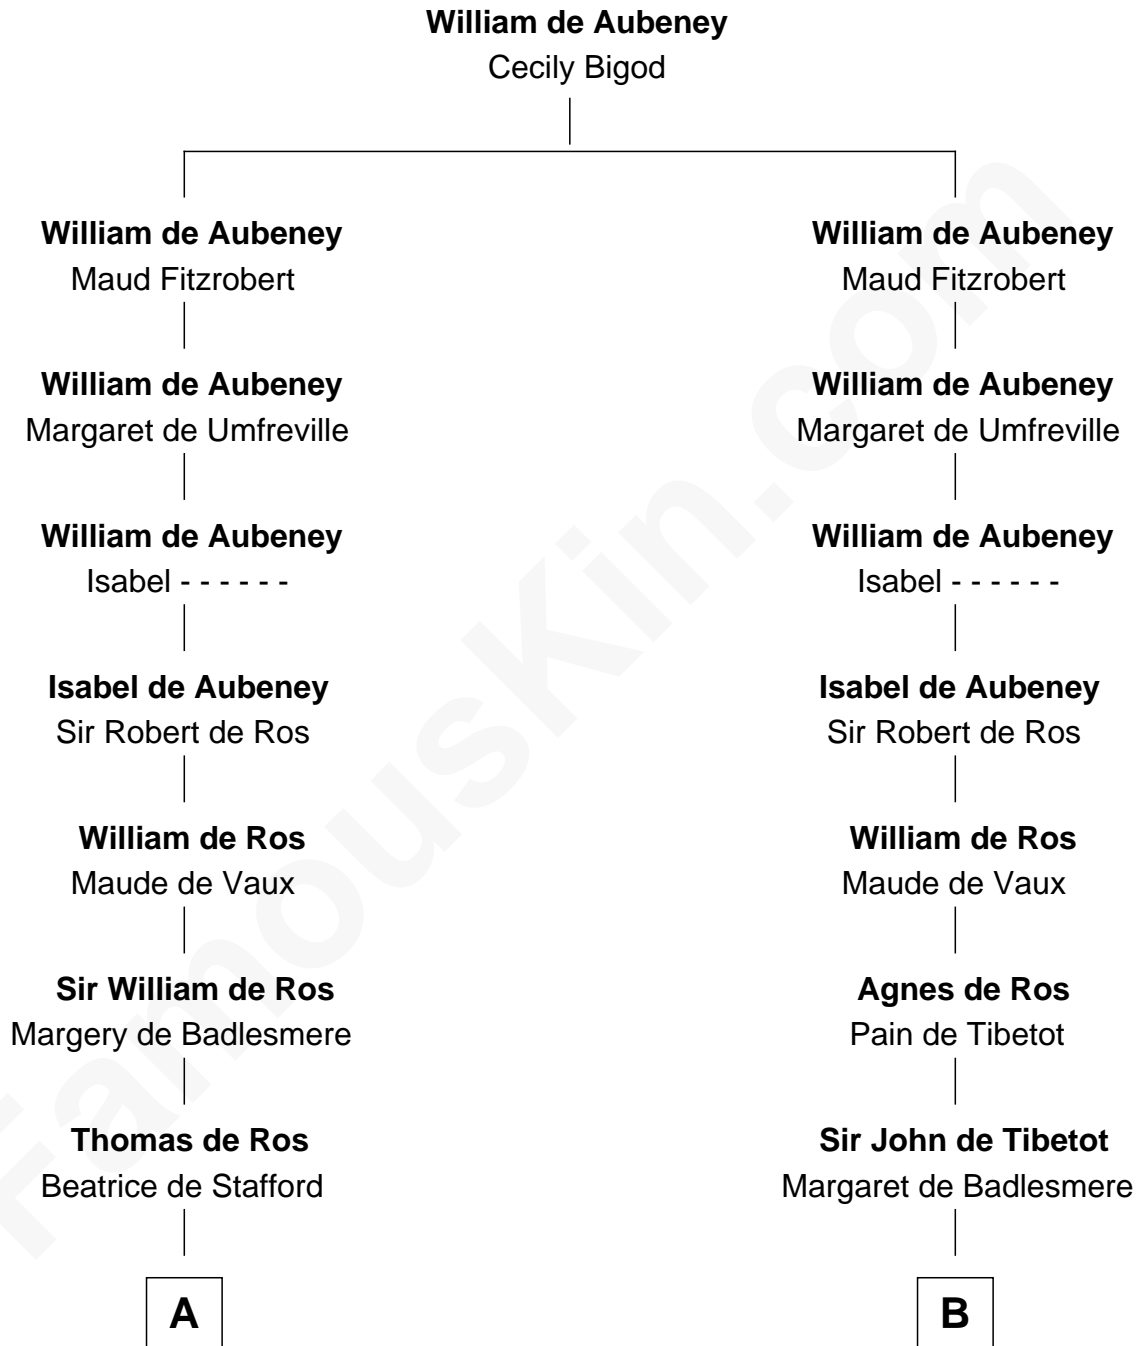 William de Aubeney
Cecily Bigod
William de Aubeney
Maud Fitzrobert
William de Aubeney
Margaret de Umfreville
William de Aubeney
Isabel - - - - - -
Isabel de Aubeney
Sir Robert de Ros
William de Ros
Maude de Vaux
Sir William de Ros
Margery de Badlesmere
Thomas de Ros
Beatrice de Stafford
A
William de Aubeney
Maud Fitzrobert
William de Aubeney
Margaret de Umfreville
William de Aubeney
Isabel - - - - - -
Isabel de Aubeney
Sir Robert de Ros
William de Ros
Maude de Vaux
Agnes de Ros
Pain de Tibetot
Sir John de Tibetot
Margaret de Badlesmere
B
FamousKin.com